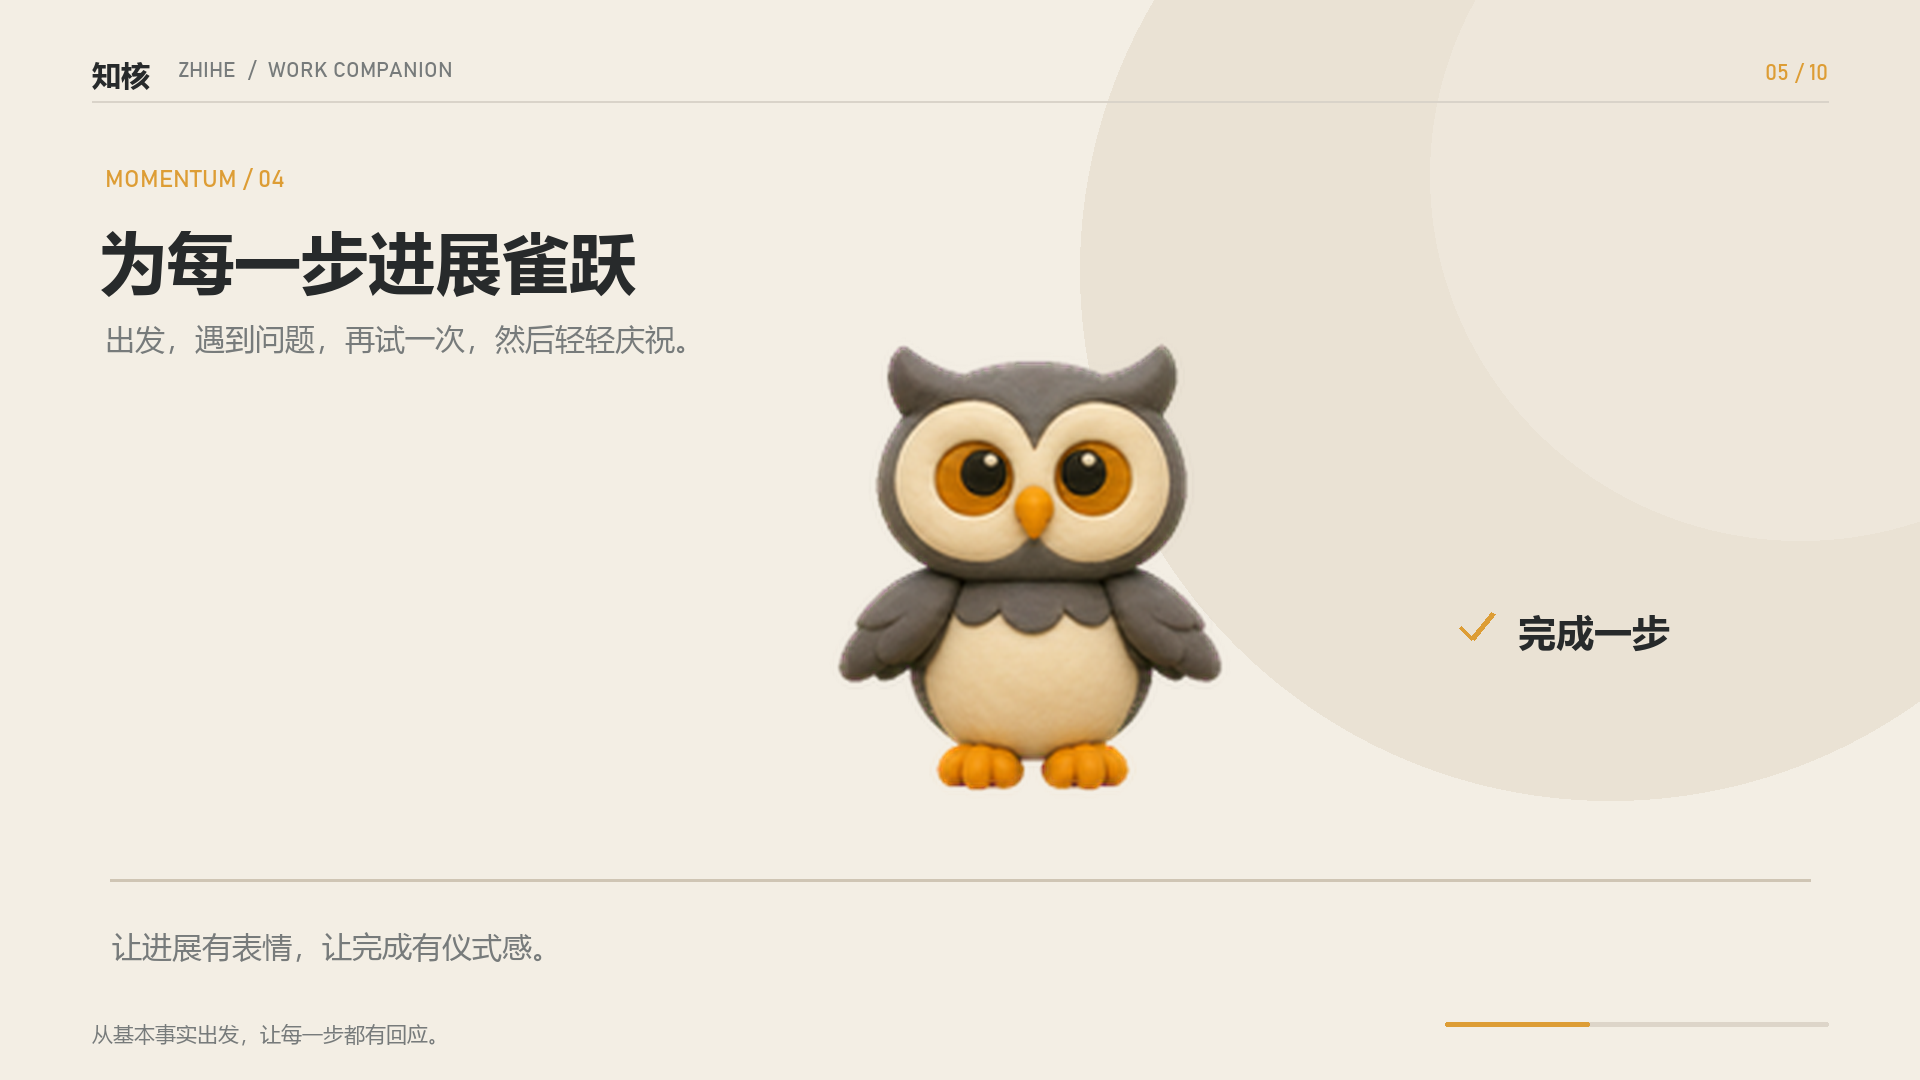 知核 ZHIHE / WORK COMPANION
05 / 10
MOMENTUM / 04
为每一步进展雀跃
出发，遇到问题，再试一次，然后轻轻庆祝。
完成一步
让进展有表情，让完成有仪式感。
从基本事实出发，让每一步都有回应。